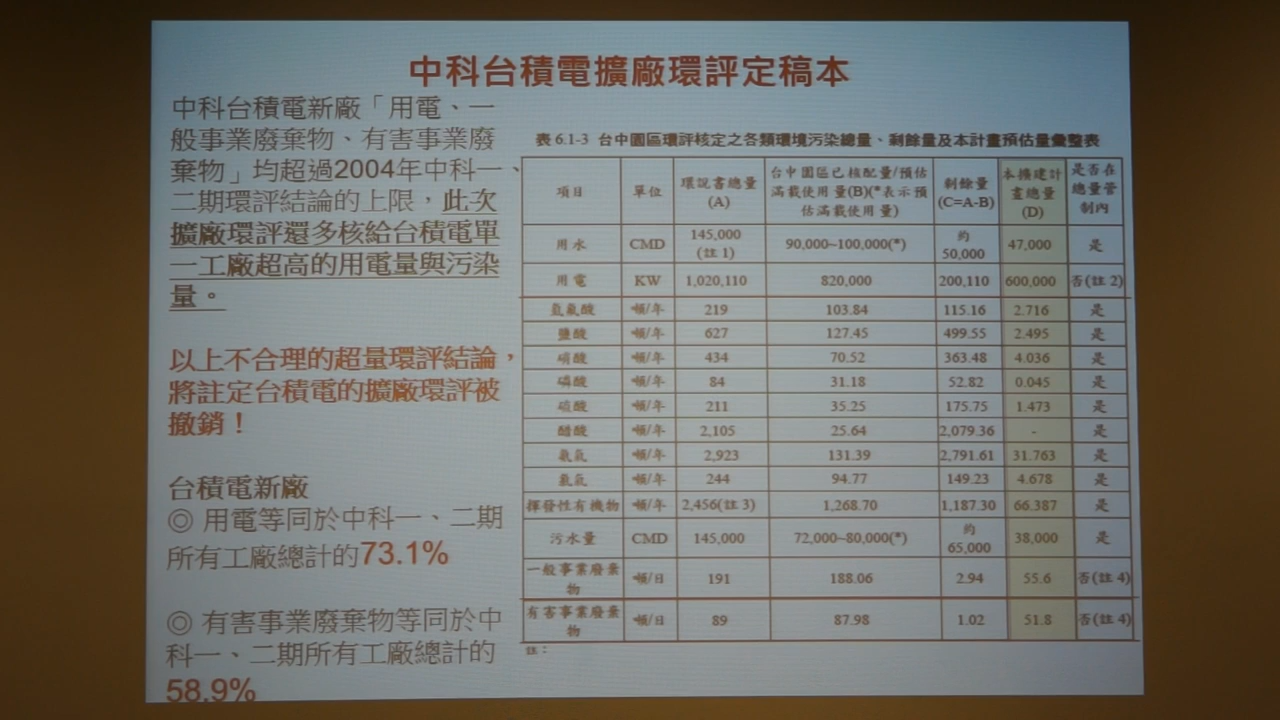 中科台積電擴廠環評定稿本
中科台積電新廠「用電、一
般事業廢棄物、有害事業廢
棄物」均超過2004年中科一、
二期環評結論的上限，此次
擴廠環評還多核給台積電單
一工廠超高的用電量與污染
量。
以上不合理的超量環評結論，
將註定台積電的擴廠環評被
撤銷！
台積電新廠
◎ 用電等同於中科一、二期
所有工廠總計的73.1%
◎ 有害事業廢棄物等同於中
科一、二期所有工廠總計的
58.9%
表 6.1-3 台中園區環評核定之各類環境污染總量、剩餘量及本計畫預估量彙整表
項目 單位 環說書總量(A) 台中園區已核配量/預估滿載使用量(B)(*表示預估滿載使用量) 剩餘量(C=A-B) 本擴建計畫總量(D) 是否在總量管制內
用水 CMD 145,000(註 1) 90,000~100,000(*) 約50,000 47,000 是
用電 KW 1,020,110 820,000 200,110 600,000 否(註 2)
氫氟酸 噸/年 219 103.84 115.16 2.716 是
鹽酸 噸/年 627 127.45 499.55 2.495 是
硝酸 噸/年 434 70.52 363.48 4.036 是
磷酸 噸/年 84 31.18 52.82 0.045 是
硫酸 噸/年 211 35.25 175.75 1.473 是
醋酸 噸/年 2,105 25.64 2,079.36 - 是
氨氣 噸/年 2,923 131.39 2,791.61 31.763 是
氯氣 噸/年 244 94.77 149.23 4.678 是
揮發性有機物 噸/年 2,456(註 3) 1,268.70 1,187.30 66.387 是
污水量 CMD 145,000 72,000~80,000(*) 約65,000 38,000 是
一般事業廢棄物 噸/日 191 188.06 2.94 55.6 否(註 4)
有害事業廢棄物 噸/日 89 87.98 1.02 51.8 否(註 4)
註：